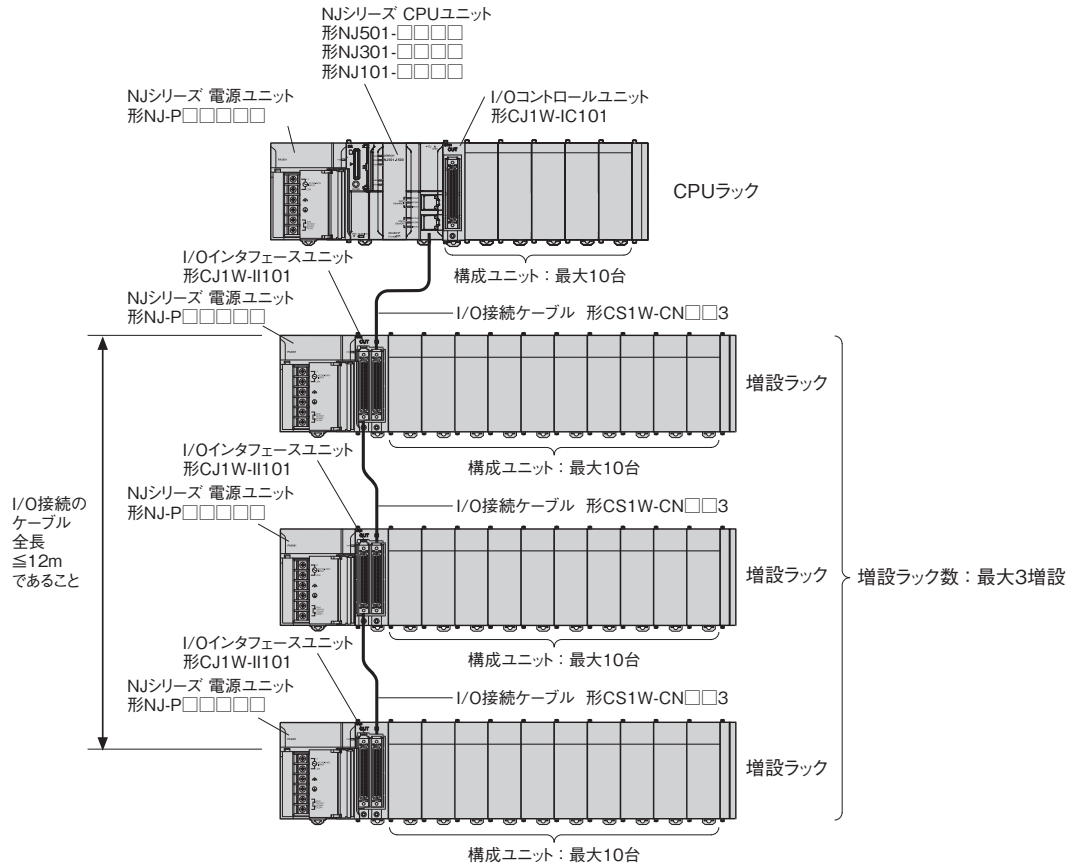 NJシリーズ CPUユニット
形NJ501-□□□□
形NJ301-□□□□
形NJ101-□□□□
NJシリーズ 電源ユニット
形NJ-P□□□□□
I/Oコントロールユニット
形CJ1W-IC101
CPUラック
I/Oインタフェースユニット
形CJ1W-II101
構成ユニット：最大10台
NJシリーズ 電源ユニット
形NJ-P□□□□□
I/O接続ケーブル 形CS1W-CN□□3
増設ラック
構成ユニット：最大10台
I/Oインタフェースユニット
形CJ1W-II101
NJシリーズ 電源ユニット
形NJ-P□□□□□
I/O接続ケーブル 形CS1W-CN□□3
I/O接続の
ケーブル
全長
≦12m
であること
増設ラック
増設ラック数：最大3増設
構成ユニット：最大10台
I/Oインタフェースユニット
形CJ1W-II101
NJシリーズ 電源ユニット
形NJ-P□□□□□
I/O接続ケーブル 形CS1W-CN□□3
増設ラック
構成ユニット：最大10台